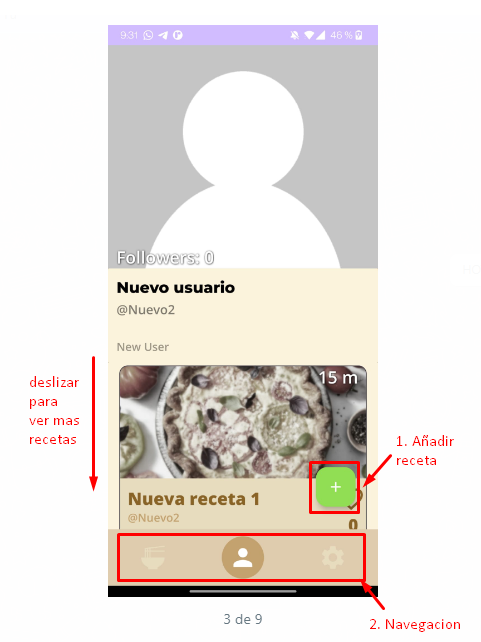 9:31
46%
Followers: 0
Nuevo usuario
@Nuevo2
New User
deslizar
para
ver mas
recetas
15 m
1. Añadir
receta
+
Nueva receta 1
@Nuevo2
0
2. Navegacion
3 de 9